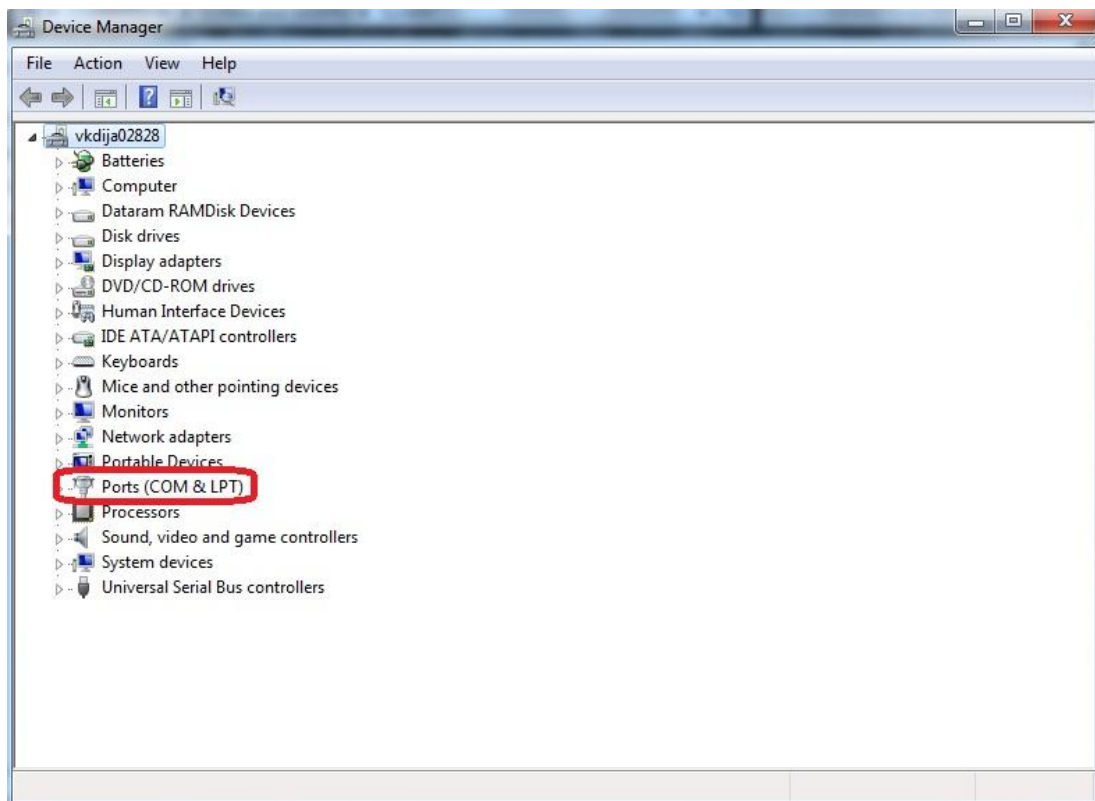 Device Manager
File Action View Help
vkdija02828
Batteries
Computer
Dataram RAMDisk Devices
Disk drives
Display adapters
DVD/CD-ROM drives
Human Interface Devices
IDE ATA/ATAPI controllers
Keyboards
Mice and other pointing devices
Monitors
Network adapters
Portable Devices
Ports (COM & LPT)
Processors
Sound, video and game controllers
System devices
Universal Serial Bus controllers